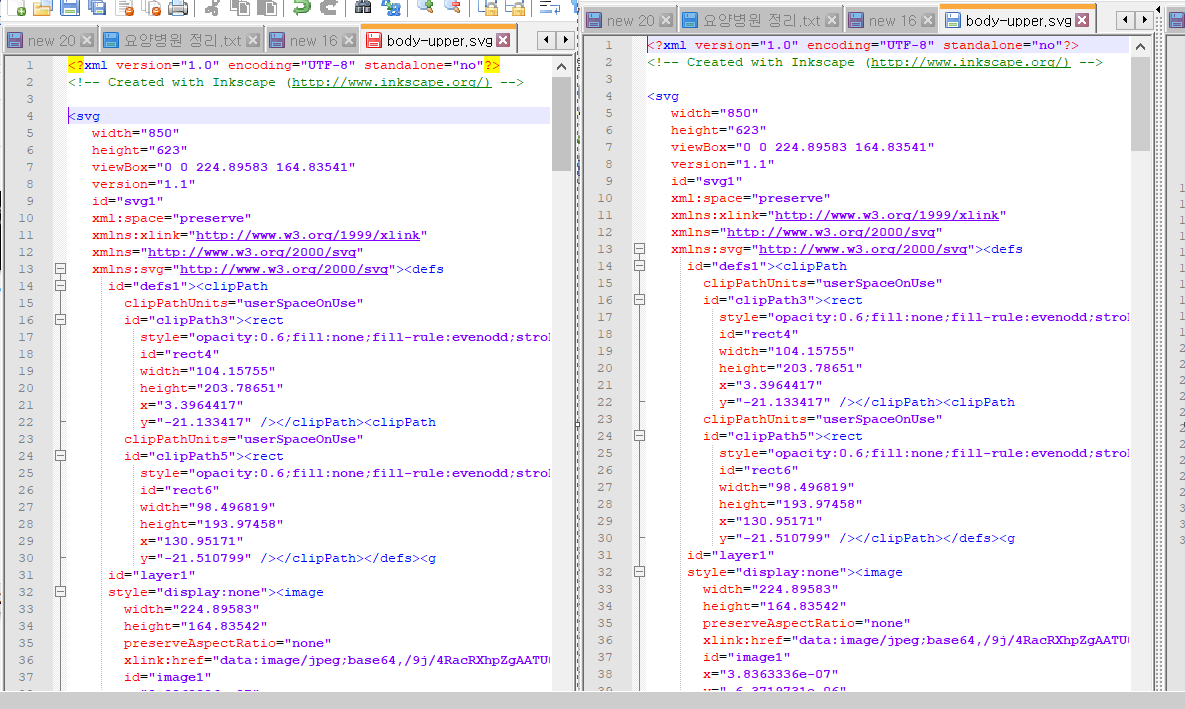 new 20
요양병원 정리.txt
new 16
body-upper.svg
1 <?xml version="1.0" encoding="UTF-8" standalone="no"?>
2 <!-- Created with Inkscape (http://www.inkscape.org/) -->
3
4 <svg
5 width="850"
6 height="623"
7 viewBox="0 0 224.89583 164.83541"
8 version="1.1"
9 id="svg1"
10 xml:space="preserve"
11 xmlns:xlink="http://www.w3.org/1999/xlink"
12 xmlns="http://www.w3.org/2000/svg"
13 xmlns:svg="http://www.w3.org/2000/svg"><defs
14 id="defs1"><clipPath
15 clipPathUnits="userSpaceOnUse"
16 id="clipPath3"><rect
17 style="opacity:0.6;fill:none;fill-rule:evenodd;strok
18 id="rect4"
19 width="104.15755"
20 height="203.78651"
21 x="3.3964417"
22 y="-21.133417" /></clipPath><clipPath
23 clipPathUnits="userSpaceOnUse"
24 id="clipPath5"><rect
25 style="opacity:0.6;fill:none;fill-rule:evenodd;strok
26 id="rect6"
27 width="98.496819"
28 height="193.97458"
29 x="130.95171"
30 y="-21.510799" /></clipPath></defs><g
31 id="layer1"
32 style="display:none"><image
33 width="224.89583"
34 height="164.83542"
35 preserveAspectRatio="none"
36 xlink:href="data:image/jpeg;base64,/9j/4RacRXhpZgAATU
37 id="image1"
new 20
요양병원 정리.txt
new 16
body-upper.svg
1 <?xml version="1.0" encoding="UTF-8" standalone="no"?>
2 <!-- Created with Inkscape (http://www.inkscape.org/) -->
3
4 <svg
5 width="850"
6 height="623"
7 viewBox="0 0 224.89583 164.83541"
8 version="1.1"
9 id="svg1"
10 xml:space="preserve"
11 xmlns:xlink="http://www.w3.org/1999/xlink"
12 xmlns="http://www.w3.org/2000/svg"
13 xmlns:svg="http://www.w3.org/2000/svg"><defs
14 id="defs1"><clipPath
15 clipPathUnits="userSpaceOnUse"
16 id="clipPath3"><rect
17 style="opacity:0.6;fill:none;fill-rule:evenodd;strol
18 id="rect4"
19 width="104.15755"
20 height="203.78651"
21 x="3.3964417"
22 y="-21.133417" /></clipPath><clipPath
23 clipPathUnits="userSpaceOnUse"
24 id="clipPath5"><rect
25 style="opacity:0.6;fill:none;fill-rule:evenodd;strol
26 id="rect6"
27 width="98.496819"
28 height="193.97458"
29 x="130.95171"
30 y="-21.510799" /></clipPath></defs><g
31 id="layer1"
32 style="display:none"><image
33 width="224.89583"
34 height="164.83542"
35 preserveAspectRatio="none"
36 xlink:href="data:image/jpeg;base64,/9j/4RacRXhpZgAATU
37 id="image1"
38 x="3.8363336e-07"